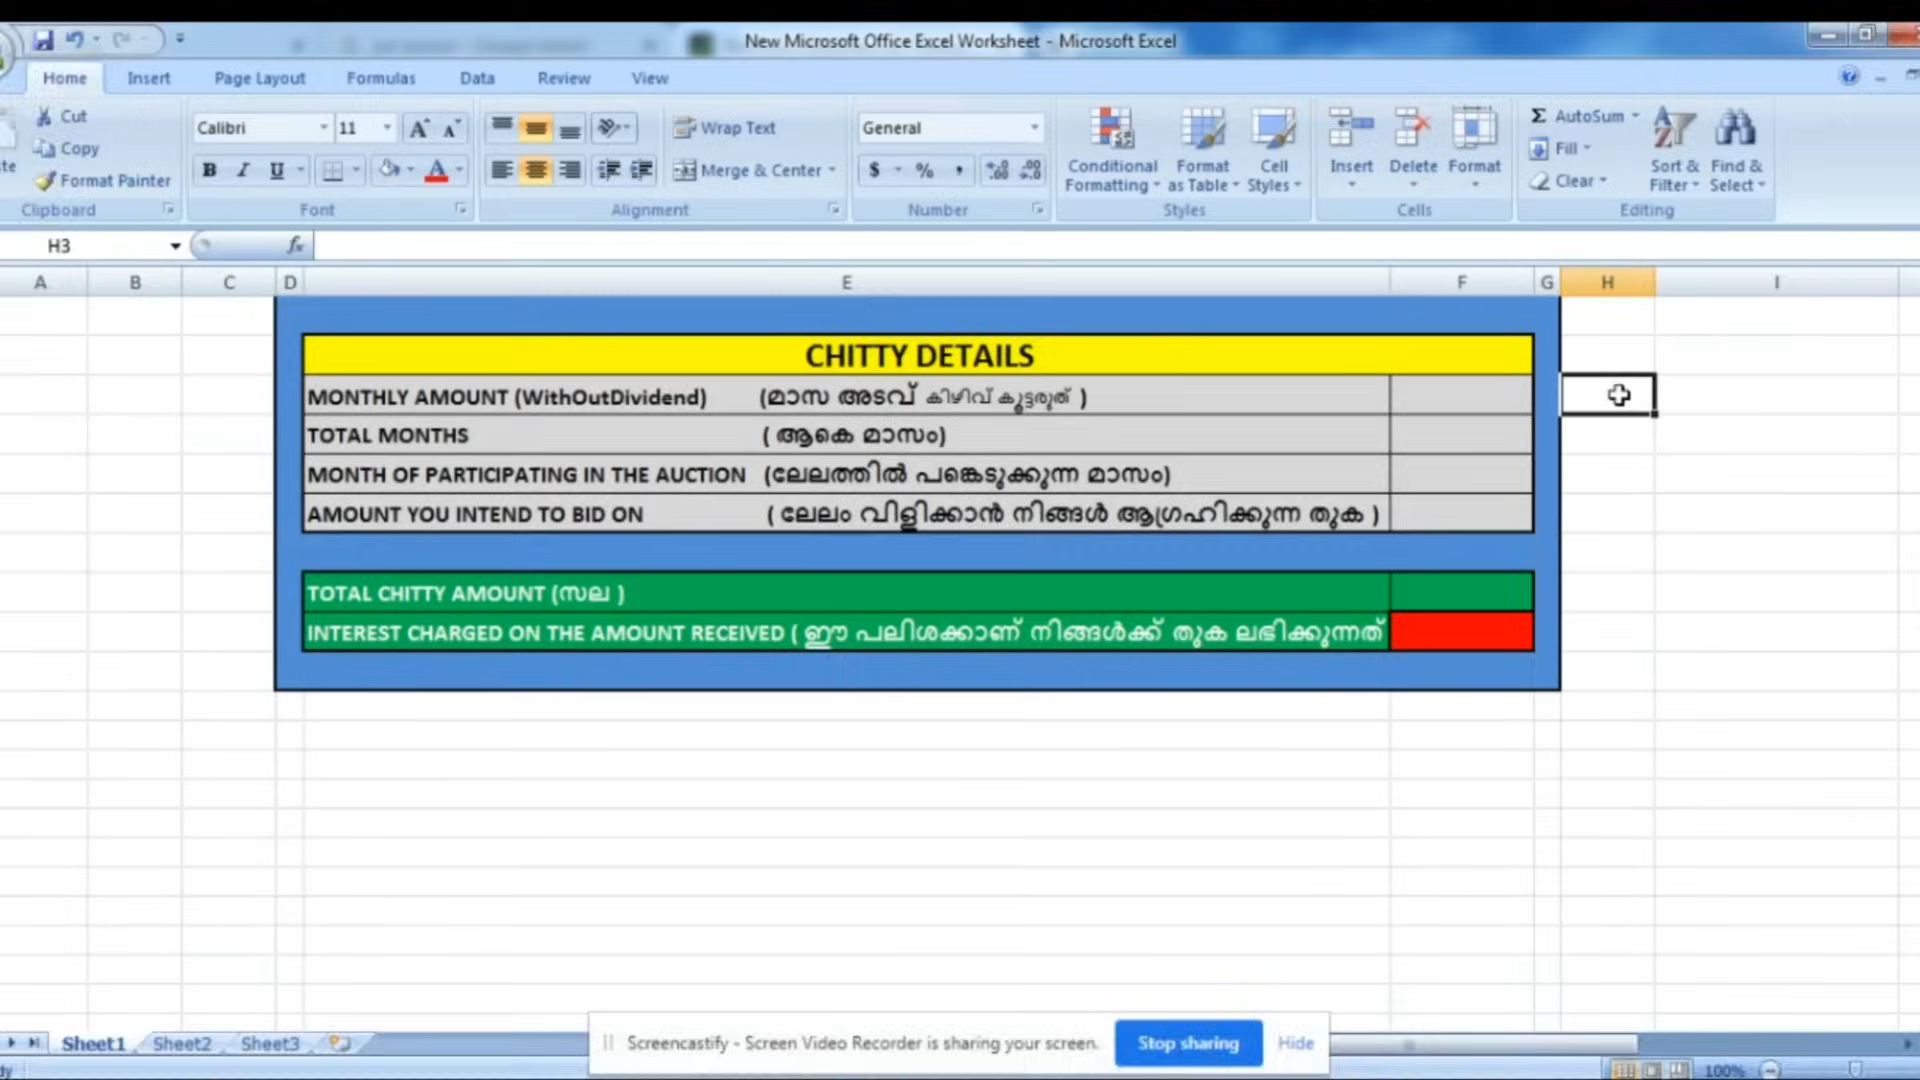 New Microsoft Office Excel Worksheet - Microsoft Excel
Home Insert Page Layout Formulas Data Review View
Cut
Copy
Format Painter
Clipboard
Calibri 11
B I U A
Font
Wrap Text
Merge & Center
Alignment
General
$ % ,
Number
Conditional Formatting
Format as Table
Cell Styles
Styles
Insert Delete Format
Cells
Σ AutoSum
Fill
Clear
Sort & Filter
Find & Select
Editing
H3 fx
A B C D E F G H I
CHITTY DETAILS
MONTHLY AMOUNT (WithOutDividend) (മാസ അടവ് കിഴിവ് കൂട്ടരുത് )
TOTAL MONTHS ( ആകെ മാസം)
MONTH OF PARTICIPATING IN THE AUCTION (ലേലത്തിൽ പങ്കെടുക്കുന്ന മാസം)
AMOUNT YOU INTEND TO BID ON ( ലേലം വിളിക്കാൻ നിങ്ങൾ ആഗ്രഹിക്കുന്ന തുക )
TOTAL CHITTY AMOUNT (സല )
INTEREST CHARGED ON THE AMOUNT RECEIVED ( ഈ പലിശക്കാണ് നിങ്ങൾക്ക് തുക ലഭിക്കുന്നത്
Sheet1 Sheet2 Sheet3
Screencastify - Screen Video Recorder is sharing your screen. Stop sharing Hide
100%